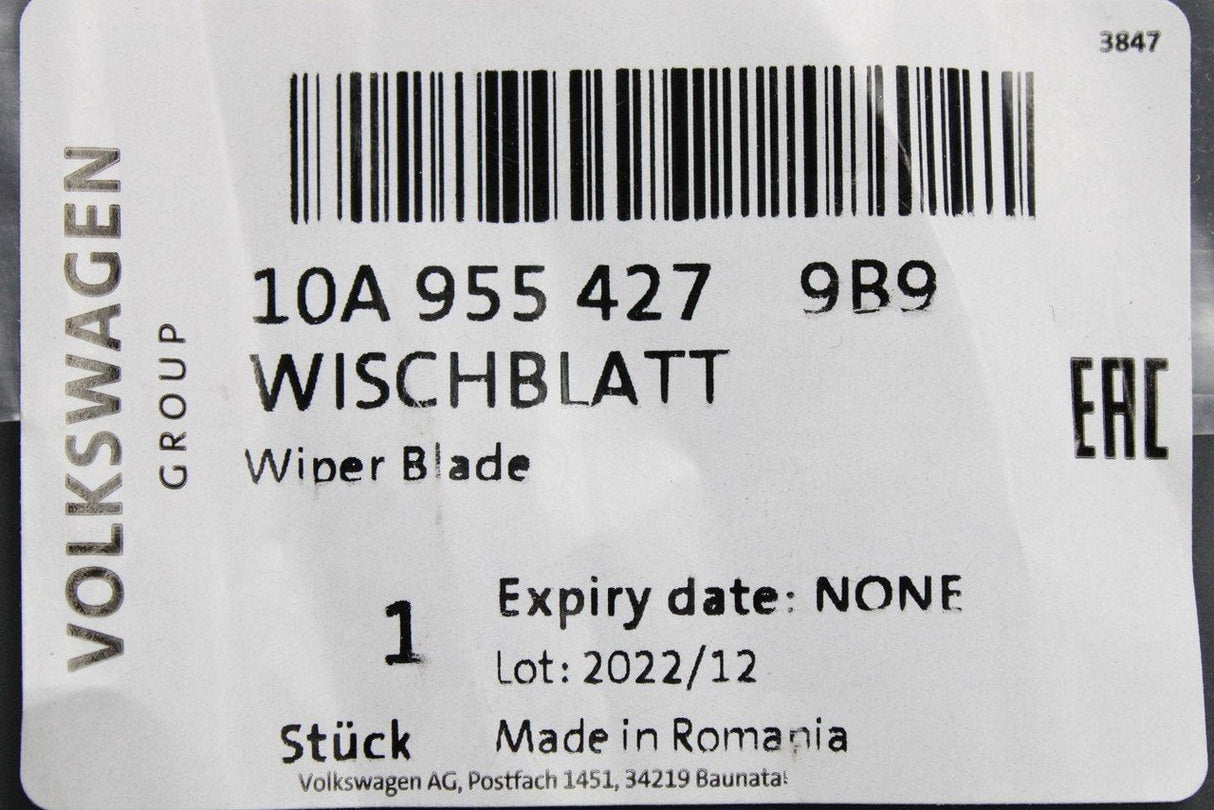 3847
VOLKSWAGEN
GROUP
10A 955 427 9B9
WISCHBLATT
Wiper Blade
EAC
1
Expiry date: NONE
Lot: 2022/12
Stück
Made in Romania
Volkswagen AG, Postfach 1451, 34219 Baunatal